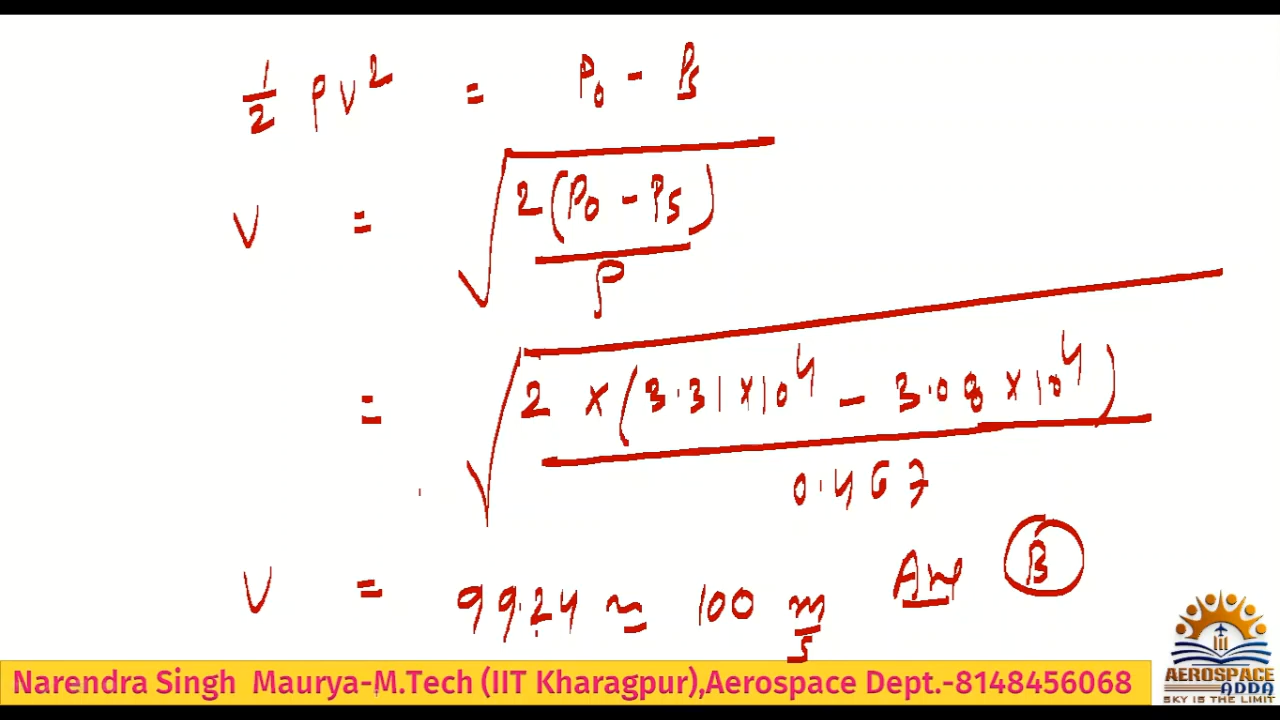 1/2 ρV² = P₀ - Ps
V = √(2(P₀ - Ps)/ρ)
= √(2 × (3.31×10⁴ - 3.08×10⁴)/0.467)
V = 99.24 ≈ 100 m/s Ans B
Narendra Singh Maurya-M.Tech (IIT Kharagpur),Aerospace Dept.-8148456068
AEROSPACE
ADDA
SKY IS THE LIMIT